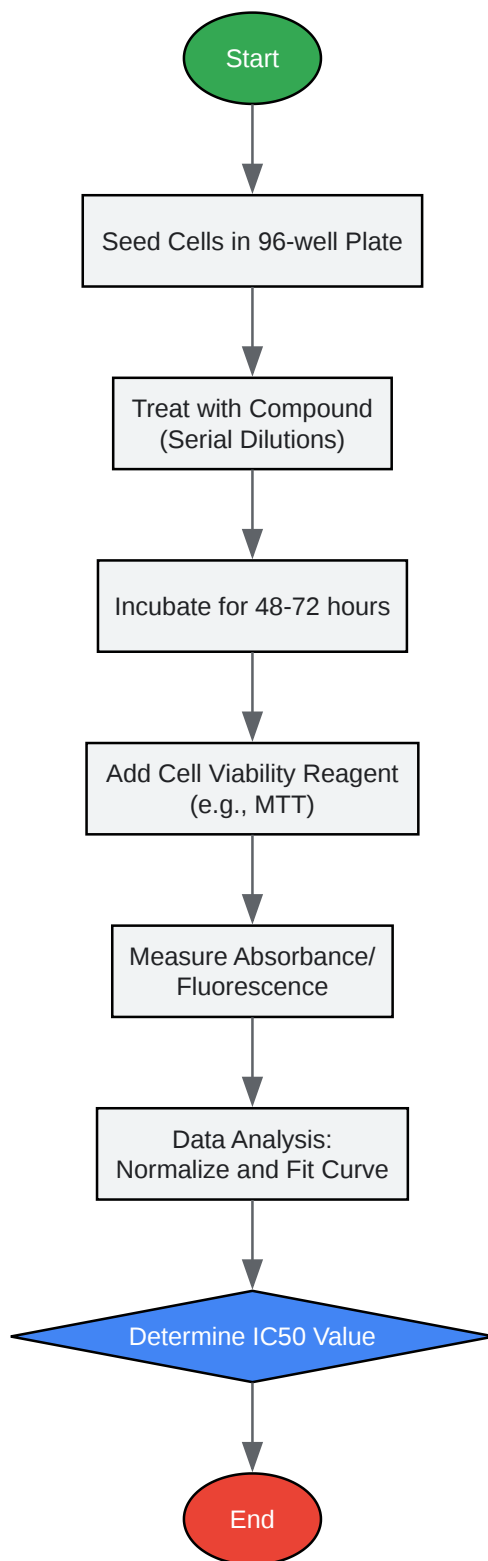 Start
Seed Cells in 96-well Plate
Treat with Compound
(Serial Dilutions)
Incubate for 48-72 hours
Add Cell Viability Reagent
(e.g., MTT)
Measure Absorbance/
Fluorescence
Data Analysis:
Normalize and Fit Curve
Determine IC50 Value
End